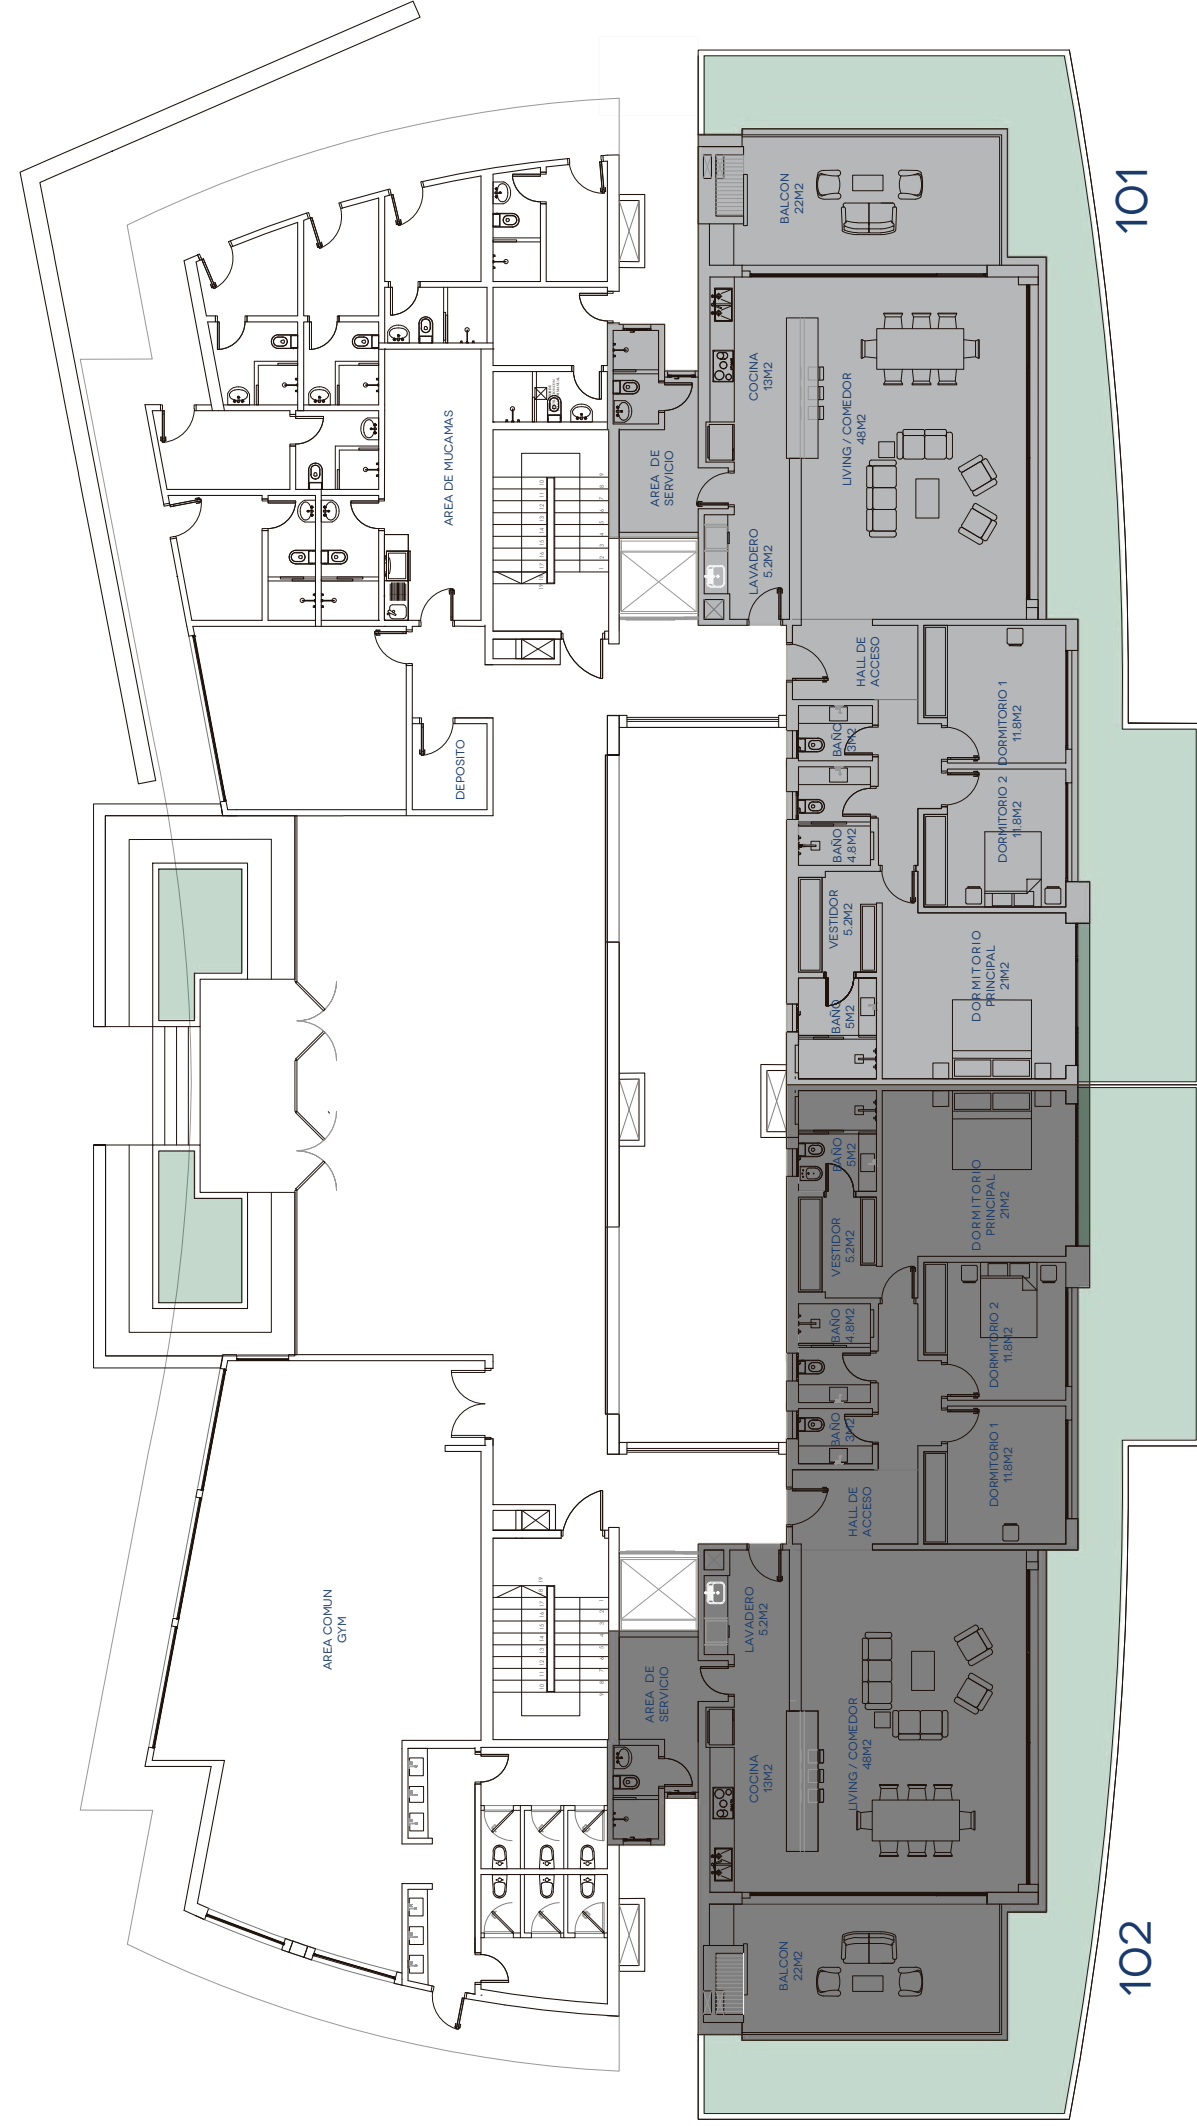 101
BALCON
22M2
COCINA
13M2
LIVING / COMEDOR
48M2
AREA DE MUCAMAS
AREA DE
SERVICIO
LAVADERO
5.2M2
HALL DE
ACCESO
DORMITORIO 1
11.8M2
BAÑO
3M2
DEPOSITO
DORMITORIO 2
11.8M2
BAÑO
4.8M2
VESTIDOR
5.2M2
DORMITORIO
PRINCIPAL
21M2
BAÑO
5M2
BAÑO
5M2
DORMITORIO
PRINCIPAL
21M2
VESTIDOR
5.2M2
BAÑO
4.8M2
DORMITORIO 2
11.8M2
BAÑO
3M2
DORMITORIO 1
11.8M2
HALL DE
ACCESO
AREA COMUN
GYM
LAVADERO
5.2M2
AREA DE
SERVICIO
COCINA
13M2
LIVING / COMEDOR
48M2
BALCON
22M2
102